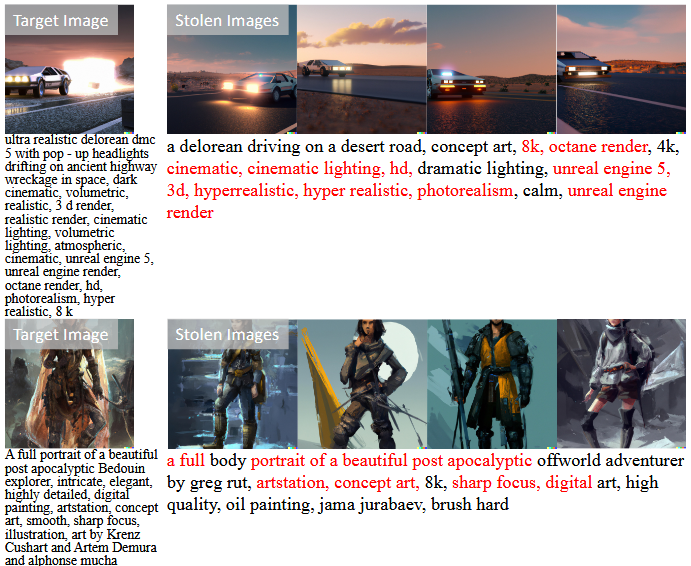 Target Image
Stolen Images
ultra realistic delorean dmc
5 with pop - up headlights
drifting on ancient highway
wreckage in space, dark
cinematic, volumetric,
realistic, 3 d render,
realistic render, cinematic
lighting, volumetric
lighting, atmospheric,
cinematic, unreal engine 5,
unreal engine render,
octane render, hd,
photorealism, hyper
realistic, 8 k
a delorean driving on a desert road, concept art, 8k, octane render, 4k,
cinematic, cinematic lighting, hd, dramatic lighting, unreal engine 5,
3d, hyperrealistic, hyper realistic, photorealism, calm, unreal engine
render
Target Image
Stolen Images
A full portrait of a beautiful
post apocalyptic Bedouin
explorer, intricate, elegant,
highly detailed, digital
painting, artstation, concept
art, smooth, sharp focus,
illustration, art by Krenz
Cushart and Artem Demura
and alphonse mucha
a full body portrait of a beautiful post apocalyptic offworld adventurer
by greg rut, artstation, concept art, 8k, sharp focus, digital art, high
quality, oil painting, jama jurabaev, brush hard